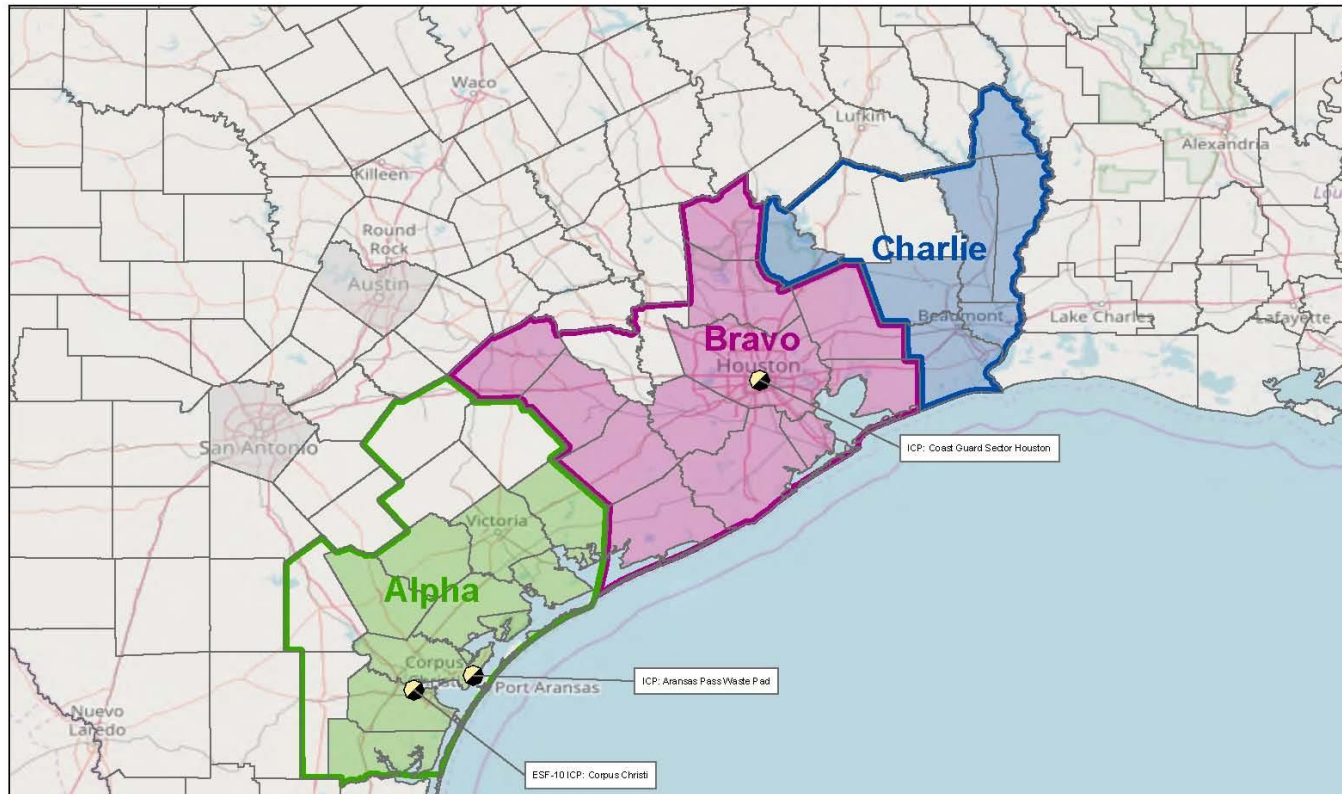 Waco
Lufkin
Alexandria
Killeen
Round
Rock
Austin
Charlie
Beaumont
Lake Charles
Lafayette
Bravo
Houston
San Antonio
ICP: Coast Guard Sector Houston
Victoria
Alpha
Corpus
Christi
Port Aransas
ICP: Aransas Pass Waste Pad
Nuevo
Laredo
ESF-10 ICP: Corpus Christi